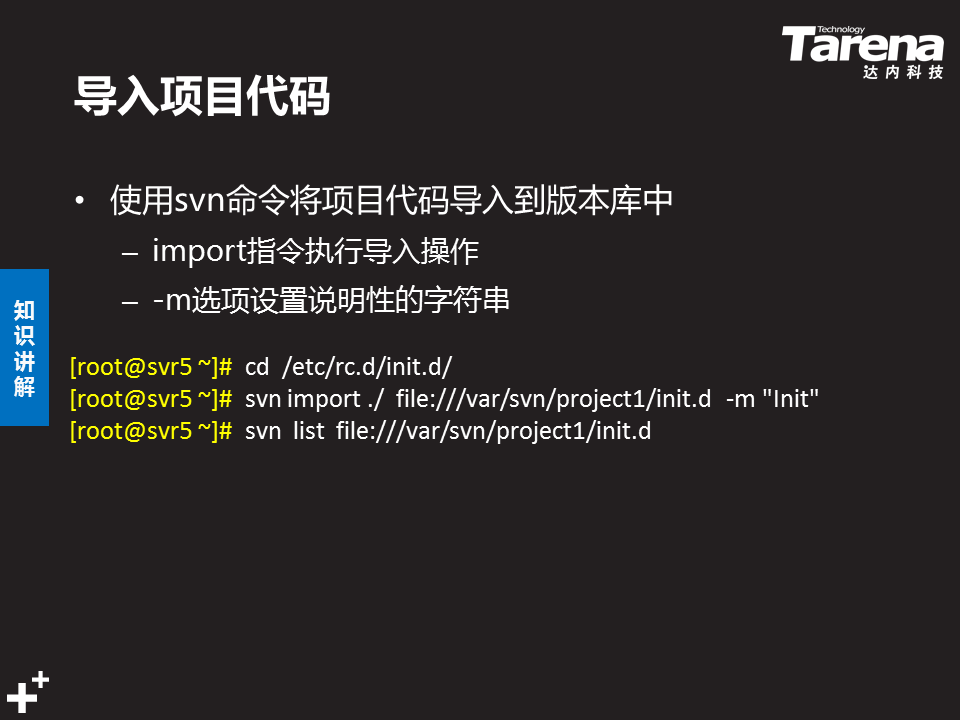 Technology
Tarena
达内科技
导入项目代码
• 使用svn命令将项目代码导入到版本库中
– import指令执行导入操作
– -m选项设置说明性的字符串
知识讲解
[root@svr5 ~]# cd /etc/rc.d/init.d/
[root@svr5 ~]# svn import ./ file:///var/svn/project1/init.d -m "Init"
[root@svr5 ~]# svn list file:///var/svn/project1/init.d